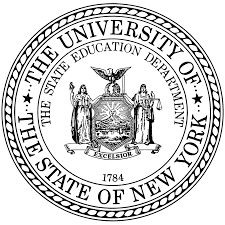 THE UNIVERSITY OF
THE STATE OF NEW YORK
THE STATE EDUCATION DEPARTMENT
EXCELSIOR
1784